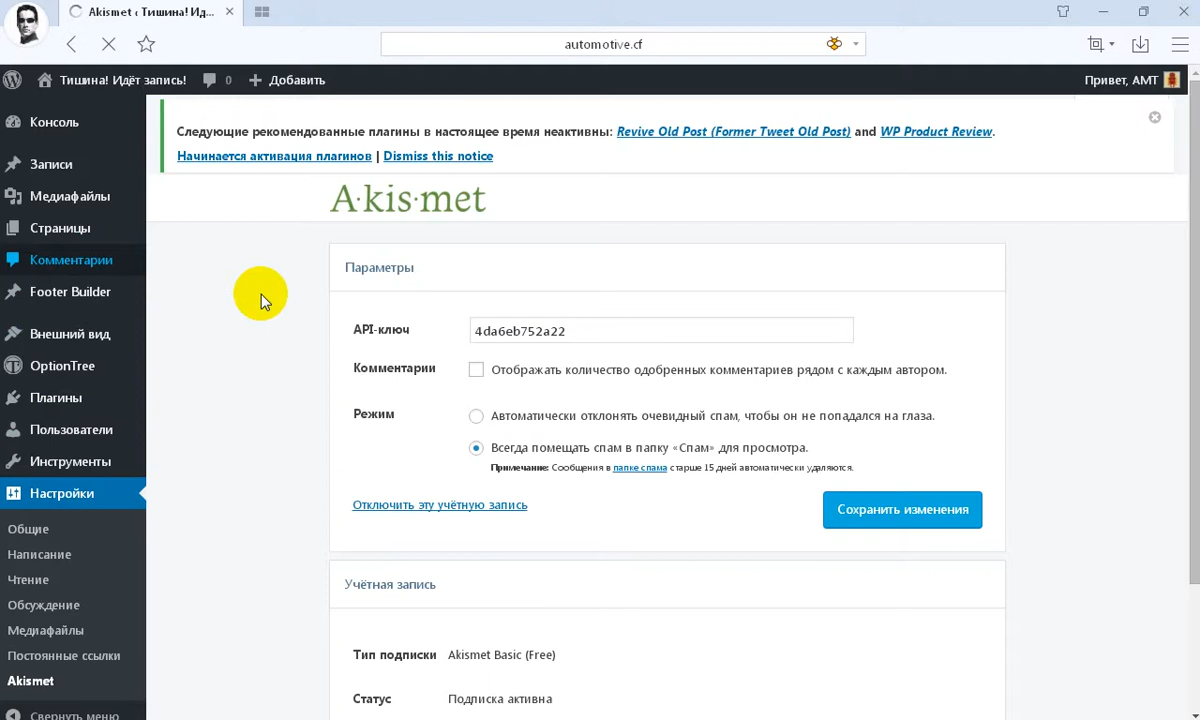 Akismet ‹ Тишина! Ид...
automotive.cf
Тишина! Идёт запись!
0
Добавить
Привет, АМТ
Консоль
Записи
Медиафайлы
Страницы
Комментарии
Footer Builder
Внешний вид
OptionTree
Плагины
Пользователи
Инструменты
Настройки
Общие
Написание
Чтение
Обсуждение
Медиафайлы
Постоянные ссылки
Akismet
Свернуть меню
Следующие рекомендованные плагины в настоящее время неактивны: Revive Old Post (Former Tweet Old Post) and WP Product Review.
Начинается активация плагинов | Dismiss this notice
A·kis·met
Параметры
API-ключ
4da6eb752a22
Комментарии
Отображать количество одобренных комментариев рядом с каждым автором.
Режим
Автоматически отклонять очевидный спам, чтобы он не попадался на глаза.
Всегда помещать спам в папку «Спам» для просмотра.
Примечание: Сообщения в папке спама старше 15 дней автоматически удаляются.
Отключить эту учётную запись
Сохранить изменения
Учётная запись
Тип подписки
Akismet Basic (Free)
Статус
Подписка активна